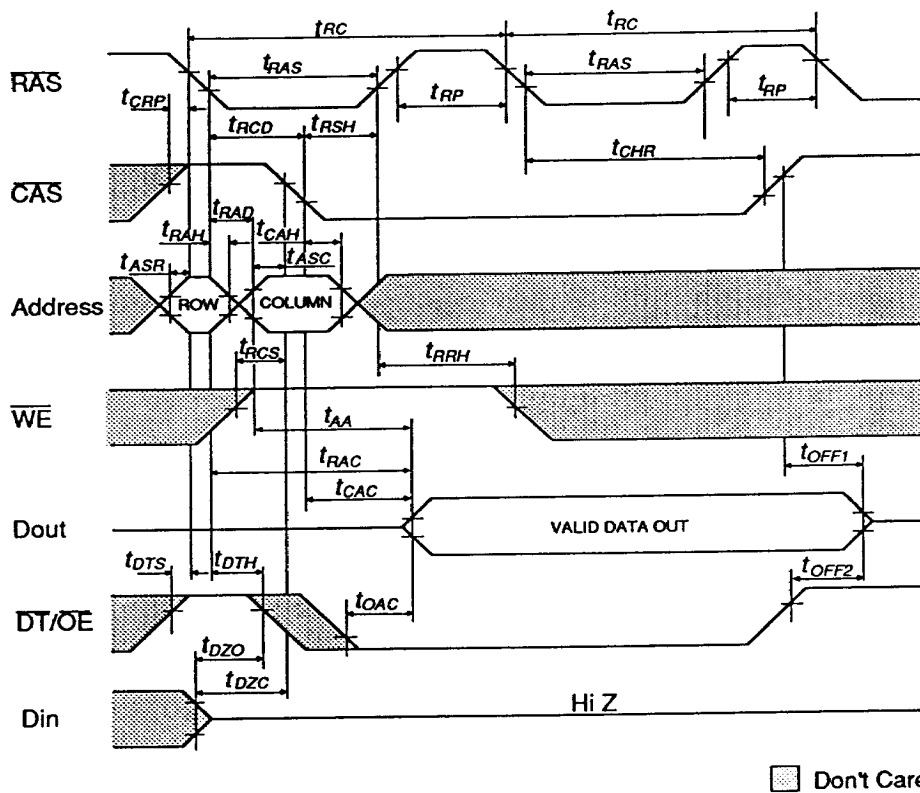 tRC tRC
RAS tRAS tRP tRAS tRP
tCRP tRCD tRSH tCHR
CAS tRAD
tRAH tCAH
tASR tASC
Address ROW COLUMN
tRCS tRRH
WE tAA
tRAC tOFF1
tCAC
Dout VALID DATA OUT
tDTS tDTH tOFF2
DT/OE tOAC
tDZO
tDZC
Din Hi Z
Don't Care